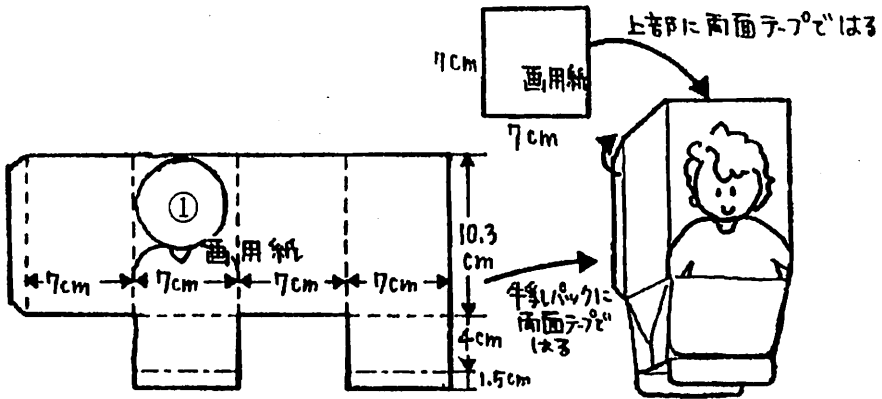 上部に両面テープではる
7cm
画用紙
7cm
①
画用紙
7cm
7cm
7cm
7cm
10.3
cm
4cm
1.5cm
牛乳パックに
両面テープで
はる